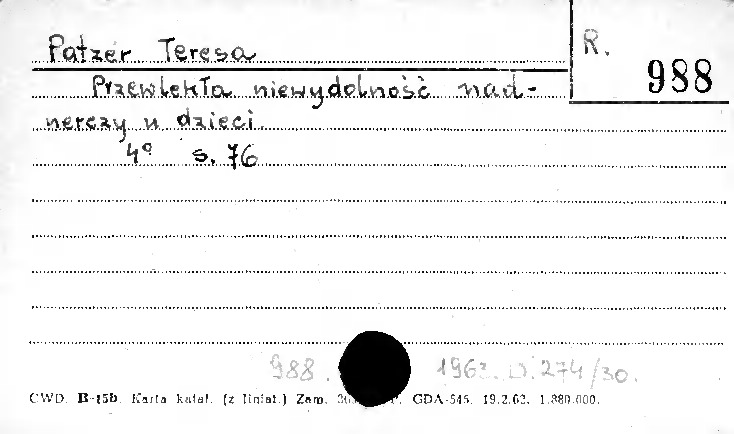 Patzer Teresa
R. 988
Przewlekła niewydolność nad-
nerczy u dzieci.
4° s. 76
988. 1963. D. 274/30.
CWD. B-15b. Karta katal. (z liniat.) Zam. GDA-545. 19.2.62. 1.880.000.